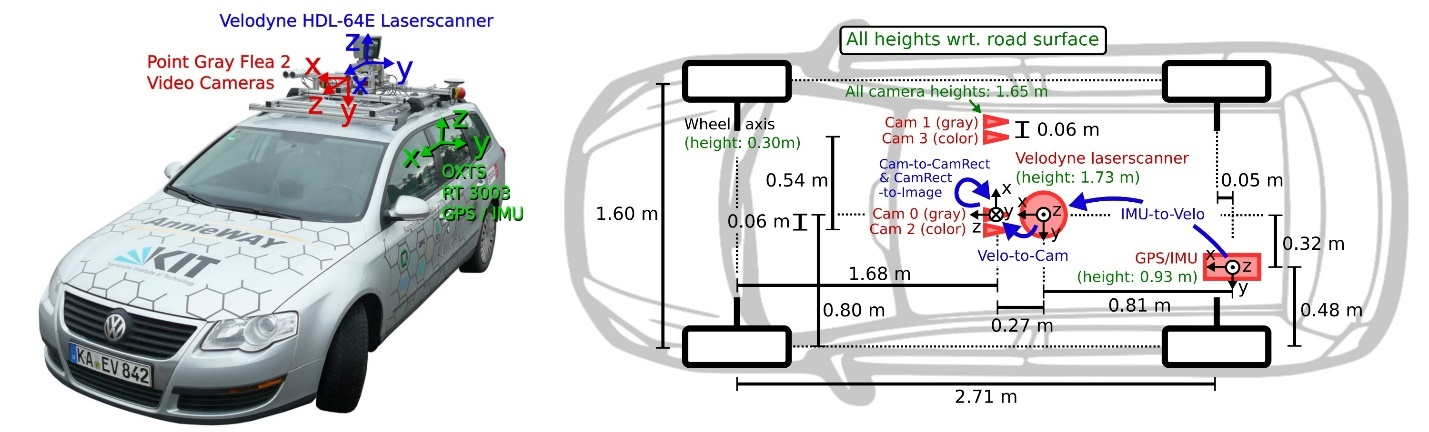 Velodyne HDL-64E Laserscanner
Point Gray Flea 2
Video Cameras
z
y
x
x
z
y
z
x
y
OXTS
RT 3003
GPS / IMU
AnnieWAY
KIT
KA EV 842
All heights wrt. road surface
All camera heights: 1.65 m
Wheel axis
(height: 0.30m)
Cam 1 (gray)
Cam 3 (color)
0.06 m
Cam-to-CamRect
& CamRect
-to-Image
Velodyne laserscanner
(height: 1.73 m)
0.54 m
0.05 m
1.60 m
0.06 m
Cam 0 (gray)
Cam 2 (color)
x
y
z
x
z
y
IMU-to-Velo
Velo-to-Cam
0.32 m
GPS/IMU
(height: 0.93 m)
x
z
y
1.68 m
0.80 m
0.27 m
0.81 m
0.48 m
2.71 m